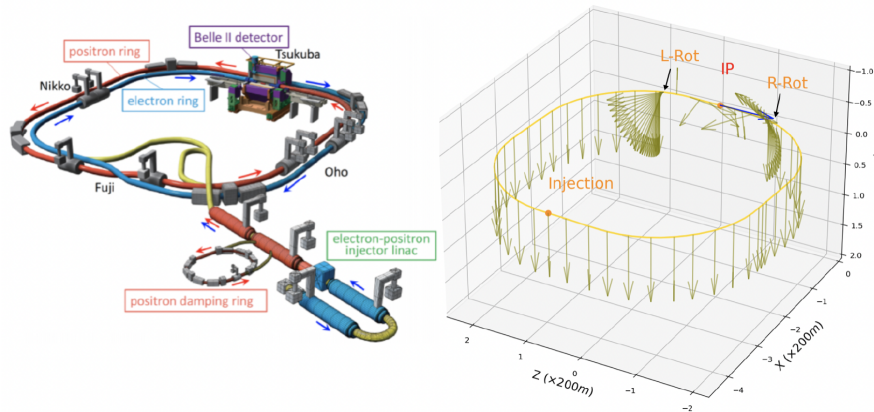 Belle II detector
Tsukuba
positron ring
Nikko
electron ring
Fuji
Oho
electron-positron
injector linac
positron damping ring
L-Rot
IP
R-Rot
Injection
−1.0
−0.5
0.0
0.5
1.0
1.5
2.0
2
1
0
−1
−2
Z (×200m)
0
−1
−2
−3
−4
X (×200m)